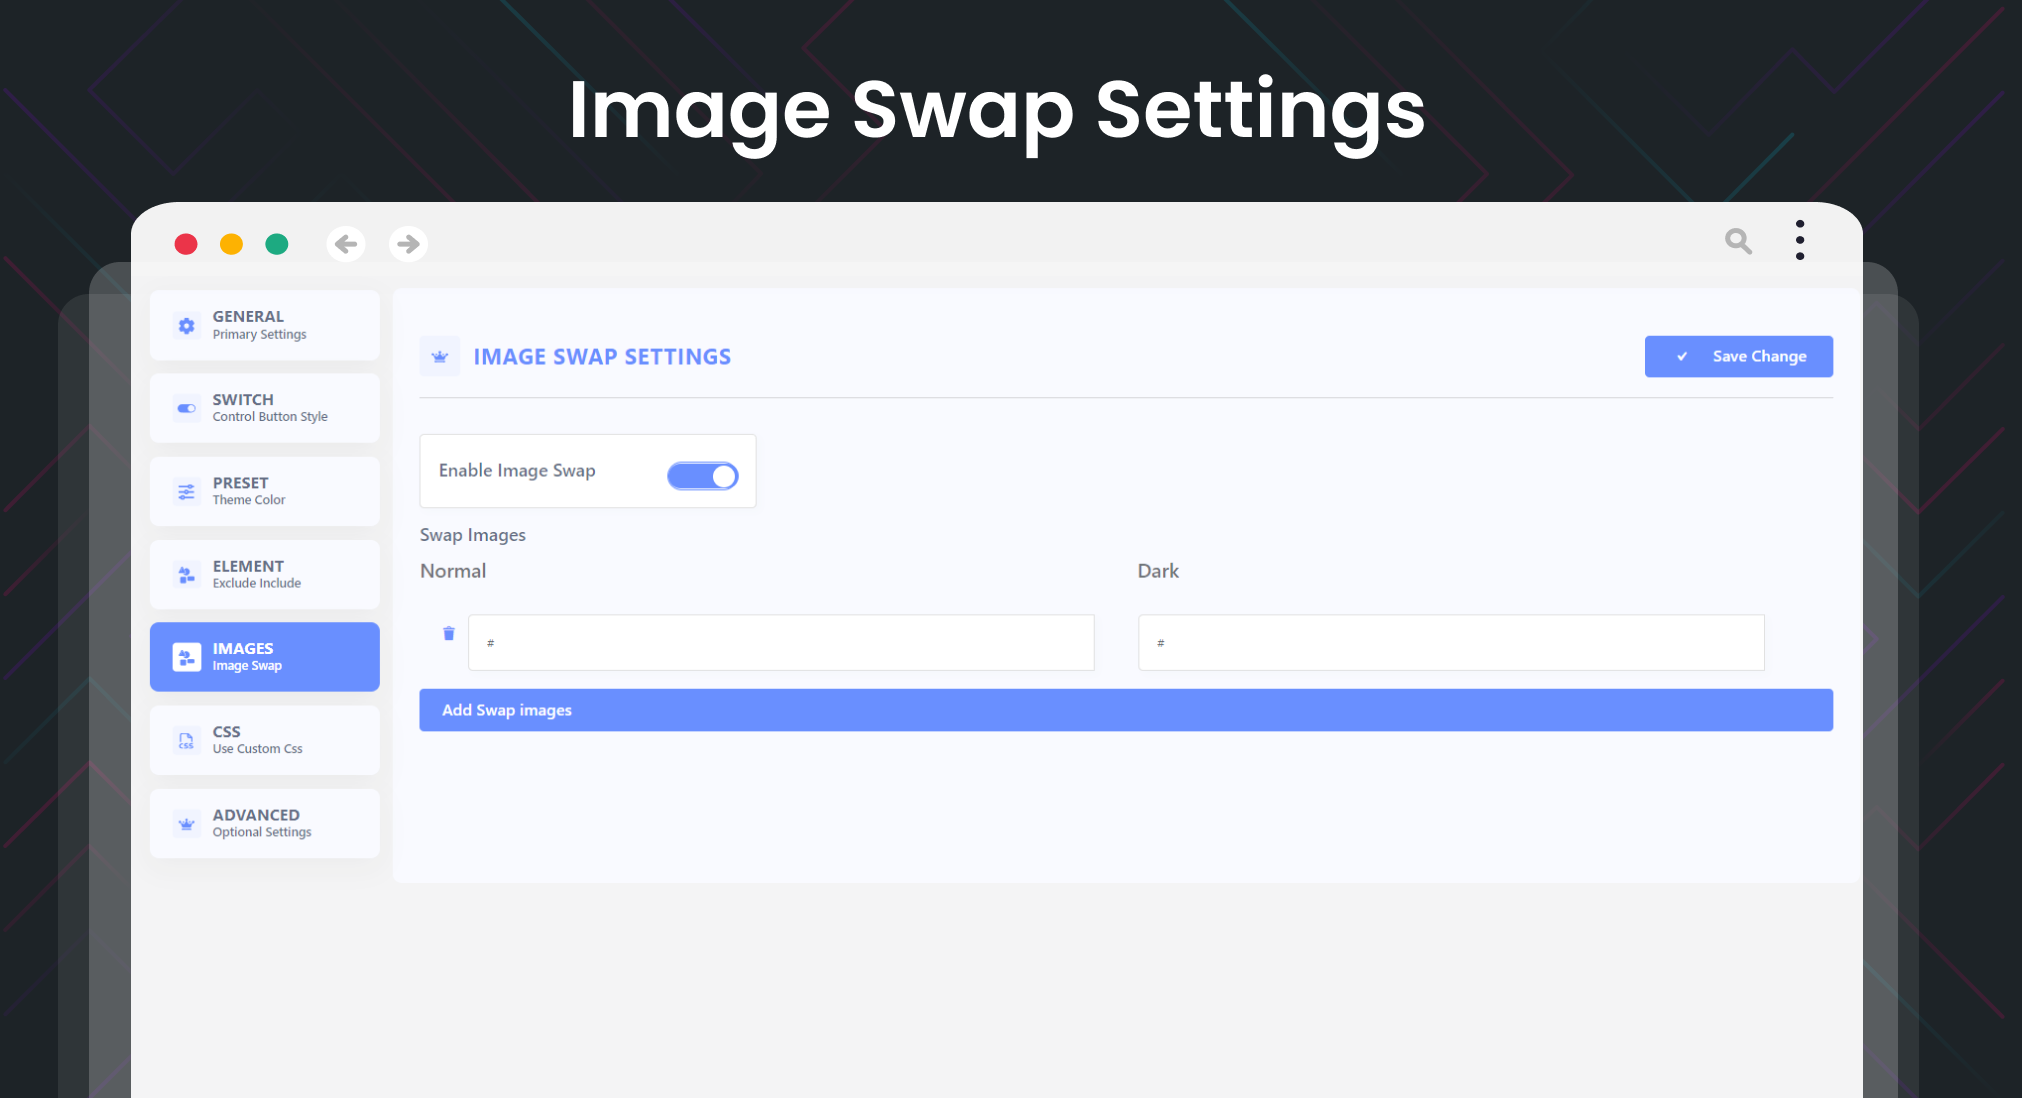 Image Swap Settings
GENERAL
Primary Settings
SWITCH
Control Button Style
PRESET
Theme Color
ELEMENT
Exclude Include
IMAGES
Image Swap
CSS
Use Custom Css
ADVANCED
Optional Settings
IMAGE SWAP SETTINGS
Save Change
Enable Image Swap
Swap Images
Normal
Dark
#
#
Add Swap images